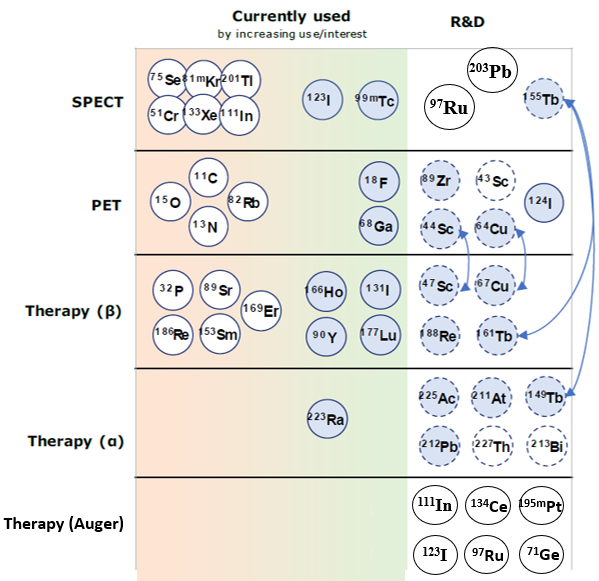 Currently used
by increasing use/interest
R&D
SPECT
⁷⁵Se ⁸¹ᵐKr ²⁰¹Tl
⁵¹Cr ¹³³Xe ¹¹¹In
¹²³I ⁹⁹ᵐTc
²⁰³Pb
⁹⁷Ru
¹⁵⁵Tb
PET
¹¹C
¹⁵O ⁸²Rb
¹³N
¹⁸F
⁶⁸Ga
⁸⁹Zr ⁴³Sc
¹²⁴I
⁴⁴Sc ⁶⁴Cu
Therapy (β)
³²P ⁸⁹Sr
¹⁶⁹Er
¹⁸⁶Re ¹⁵³Sm
¹⁶⁶Ho ¹³¹I
⁹⁰Y ¹⁷⁷Lu
⁴⁷Sc ⁶⁷Cu
¹⁸⁸Re ¹⁶¹Tb
Therapy (α)
²²³Ra
²²⁵Ac ²¹¹At ¹⁴⁹Tb
²¹²Pb ²²⁷Th ²¹³Bi
Therapy (Auger)
¹¹¹In ¹³⁴Ce ¹⁹⁵ᵐPt
¹²³I ⁹⁷Ru ⁷¹Ge